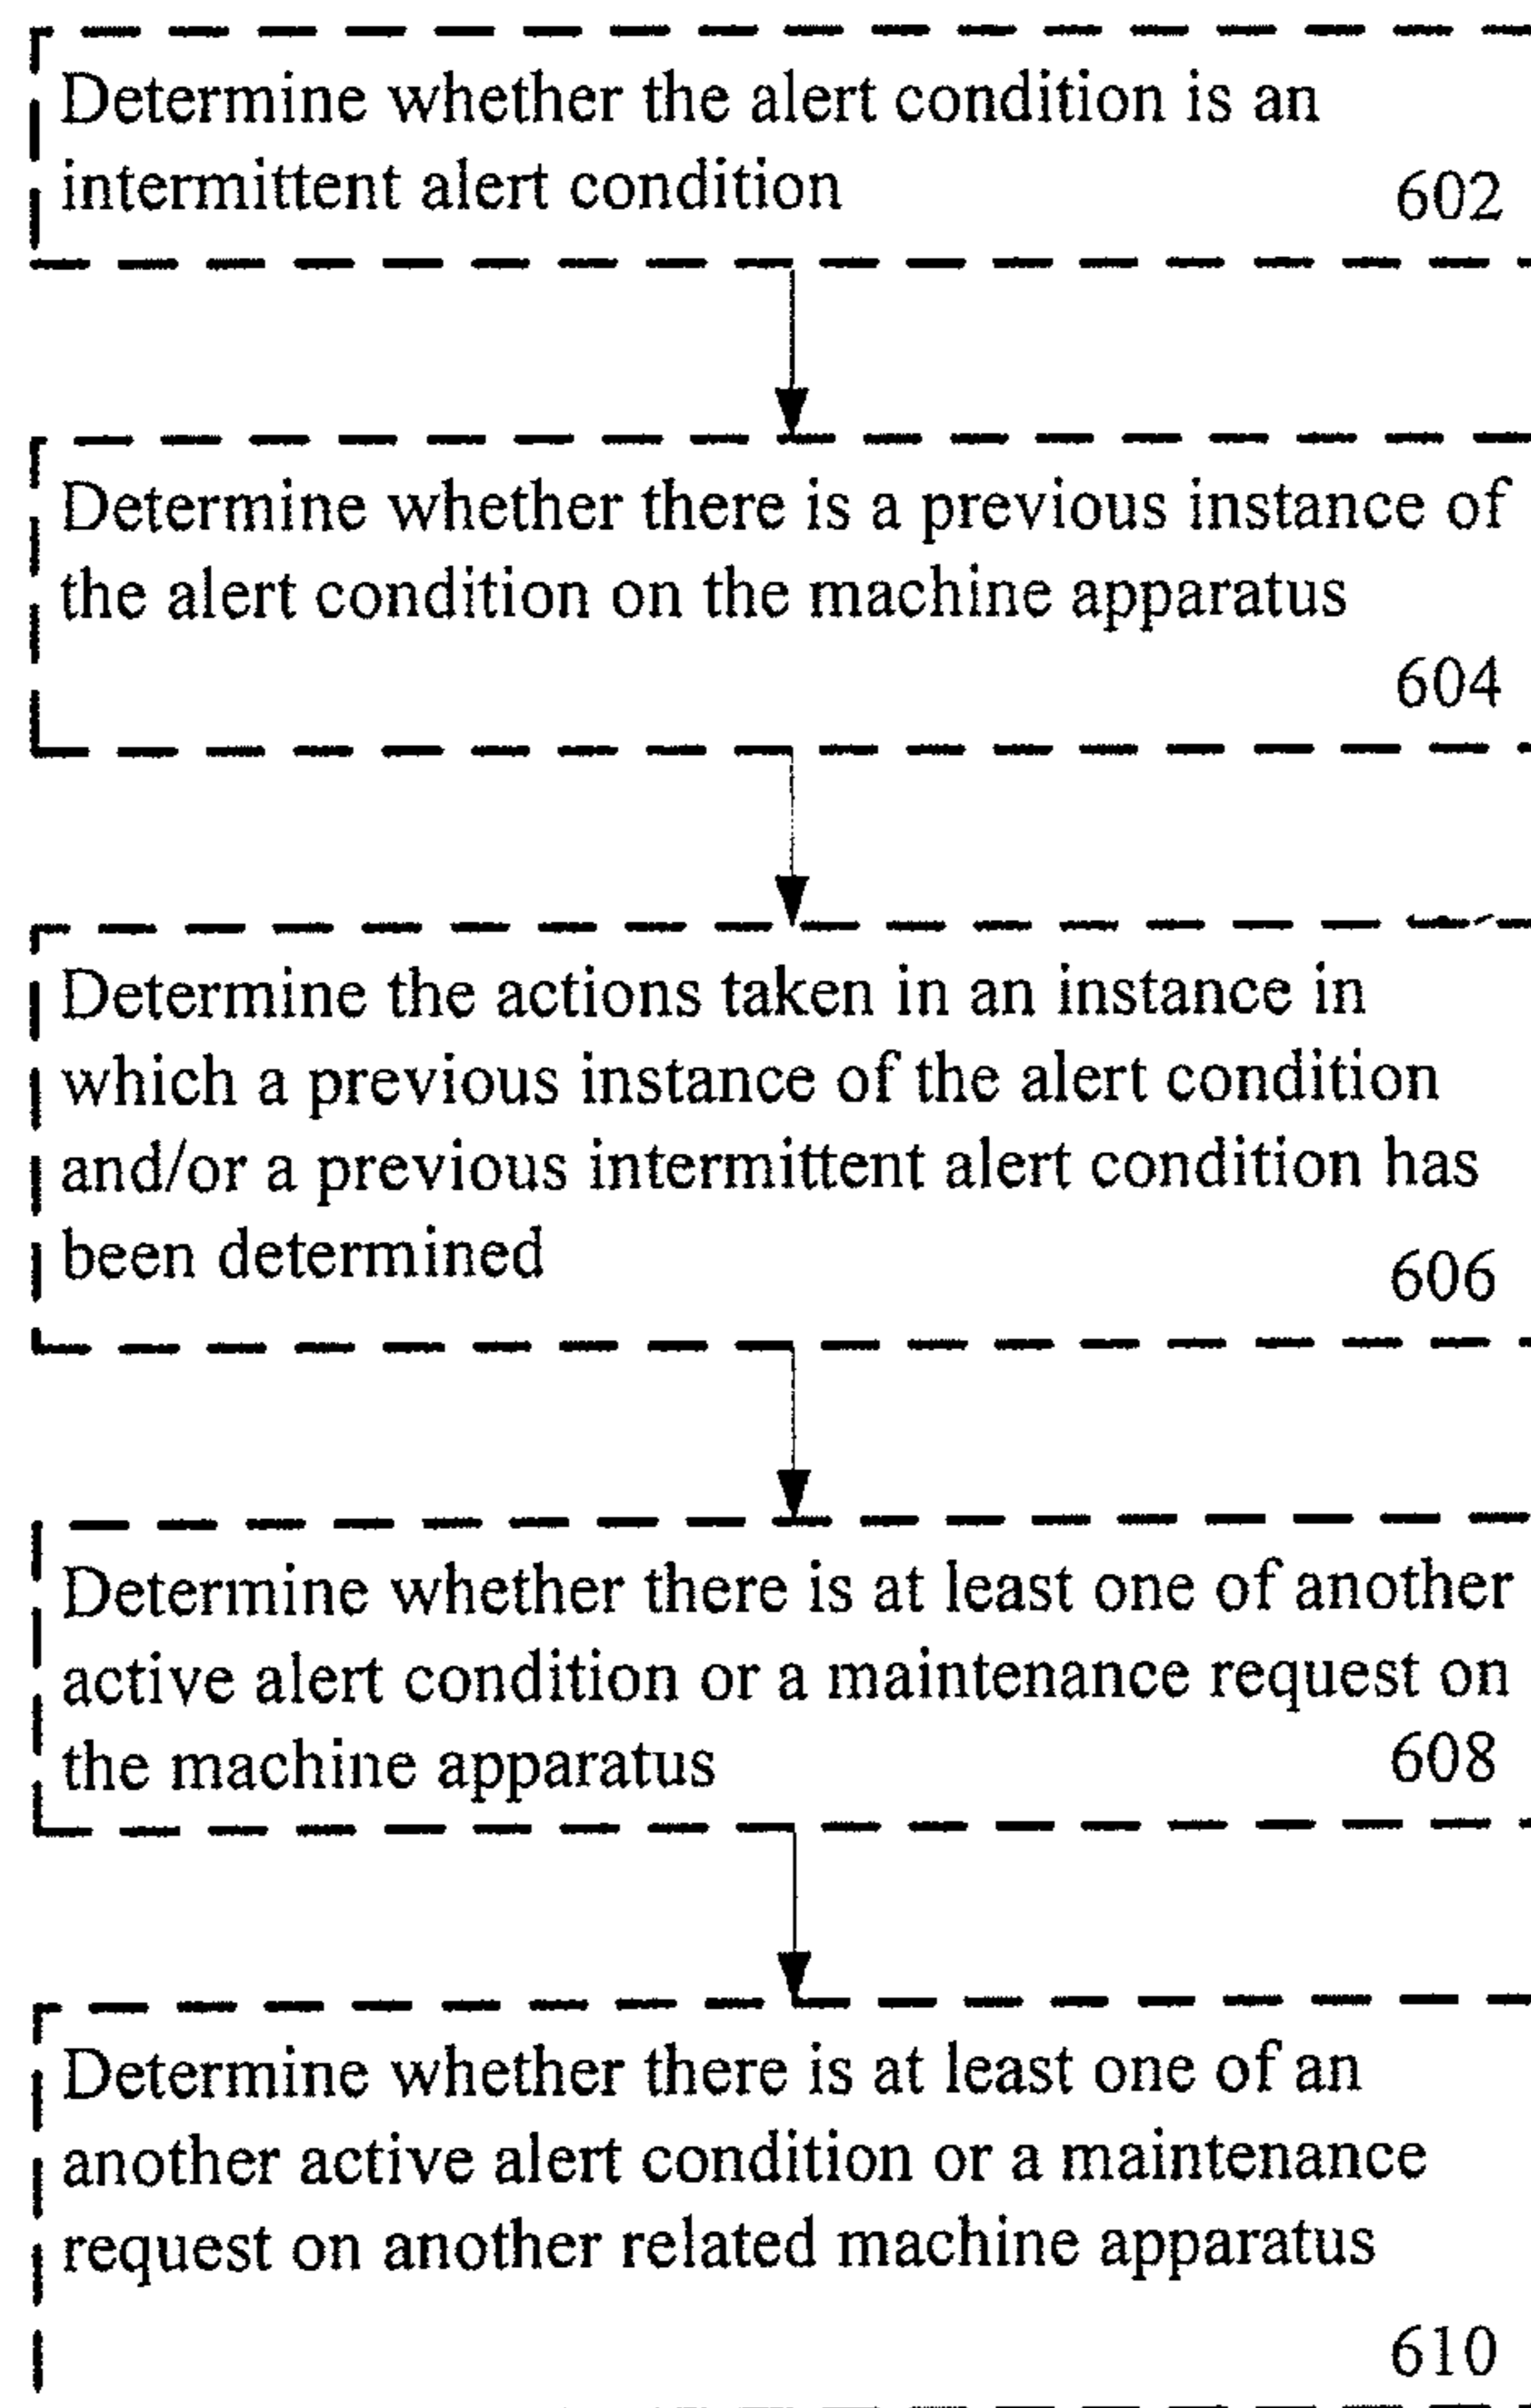 Determine whether the alert condition is an
intermittent alert condition
602
Determine whether there is a previous instance of
the alert condition on the machine apparatus
604
Determine the actions taken in an instance in
which a previous instance of the alert condition
and/or a previous intermittent alert condition has
been determined
606
Determine whether there is at least one of another
active alert condition or a maintenance request on
the machine apparatus
608
Determine whether there is at least one of an
another active alert condition or a maintenance
request on another related machine apparatus
610